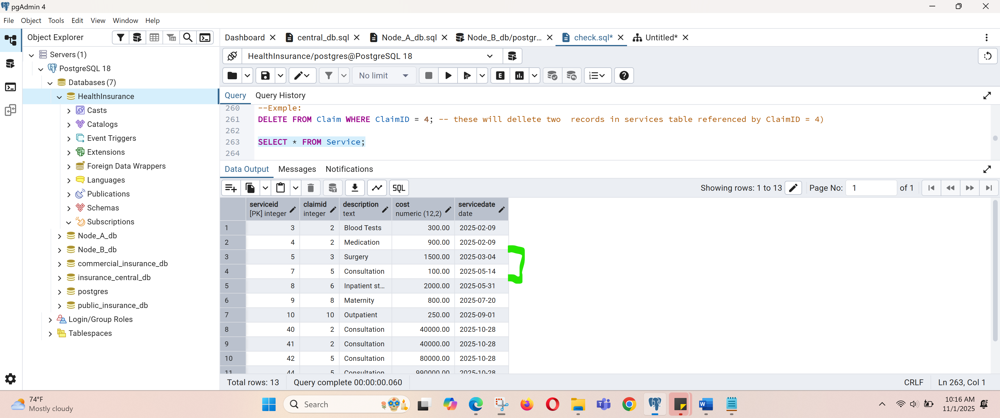 pgAdmin 4
File Object Tools Edit View Window Help
Object Explorer
Dashboard central_db.sql Node_A_db.sql Node_B_db/postgr... check.sql* Untitled*
Servers (1)
PostgreSQL 18
Databases (7)
HealthInsurance
Casts
Catalogs
Event Triggers
Extensions
Foreign Data Wrappers
Languages
Publications
Schemas
Subscriptions
Node_A_db
Node_B_db
commercial_insurance_db
insurance_central_db
postgres
public_insurance_db
Login/Group Roles
Tablespaces
HealthInsurance/postgres@PostgreSQL 18
No limit E
Query Query History
260 --Exmple:
261 DELETE FROM Claim WHERE ClaimID = 4; -- these will dellete two records in services table referenced by ClaimID = 4)
262
263 SELECT * FROM Service;
264
Data Output Messages Notifications
SQL Showing rows: 1 to 13 Page No: 1 of 1
serviceid claimid description cost servicedate
[PK] integer integer text numeric (12,2) date
1 3 2 Blood Tests 300.00 2025-02-09
2 4 2 Medication 900.00 2025-02-09
3 5 3 Surgery 1500.00 2025-03-04
4 7 5 Consultation 100.00 2025-05-14
5 8 6 Inpatient st... 2000.00 2025-05-31
6 9 8 Maternity 800.00 2025-07-20
7 10 10 Outpatient 250.00 2025-09-01
8 40 2 Consultation 40000.00 2025-10-28
9 41 2 Consultation 40000.00 2025-10-28
10 42 5 Consultation 80000.00 2025-10-28
11 44 5 Consultation 990000.00 2025-10-28
Total rows: 13 Query complete 00:00:00.060 CRLF Ln 263, Col 1
74°F
Mostly cloudy
Search
10:16 AM
11/1/2025